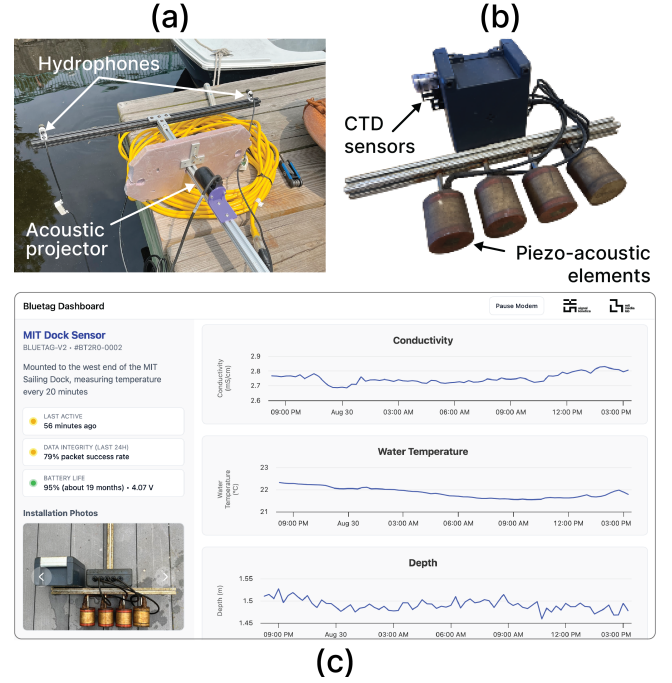 (a)
(b)
Hydrophones
Acoustic
projector
CTD
sensors
Piezo-acoustic
elements
Bluetag Dashboard
Pause Modem
MIT Dock Sensor
BLUETAG-V2 • #BT2R0-0002
Mounted to the west end of the MIT
Sailing Dock, measuring temperature
every 20 minutes
LAST ACTIVE
56 minutes ago
DATA INTEGRITY (LAST 24H)
79% packet success rate
BATTERY LIFE
95% (about 19 months) • 4.07 V
Installation Photos
Conductivity
Conductivity
(mS/cm)
2.9
2.8
2.7
2.6
09:00 PM
Aug 30
03:00 AM
06:00 AM
09:00 AM
12:00 PM
03:00 PM
Water Temperature
Water
Temperature
(°C)
23
22
21
09:00 PM
Aug 30
03:00 AM
06:00 AM
09:00 AM
12:00 PM
03:00 PM
Depth
Depth (m)
1.55
1.5
1.45
09:00 PM
Aug 30
03:00 AM
06:00 AM
09:00 AM
12:00 PM
03:00 PM
(c)